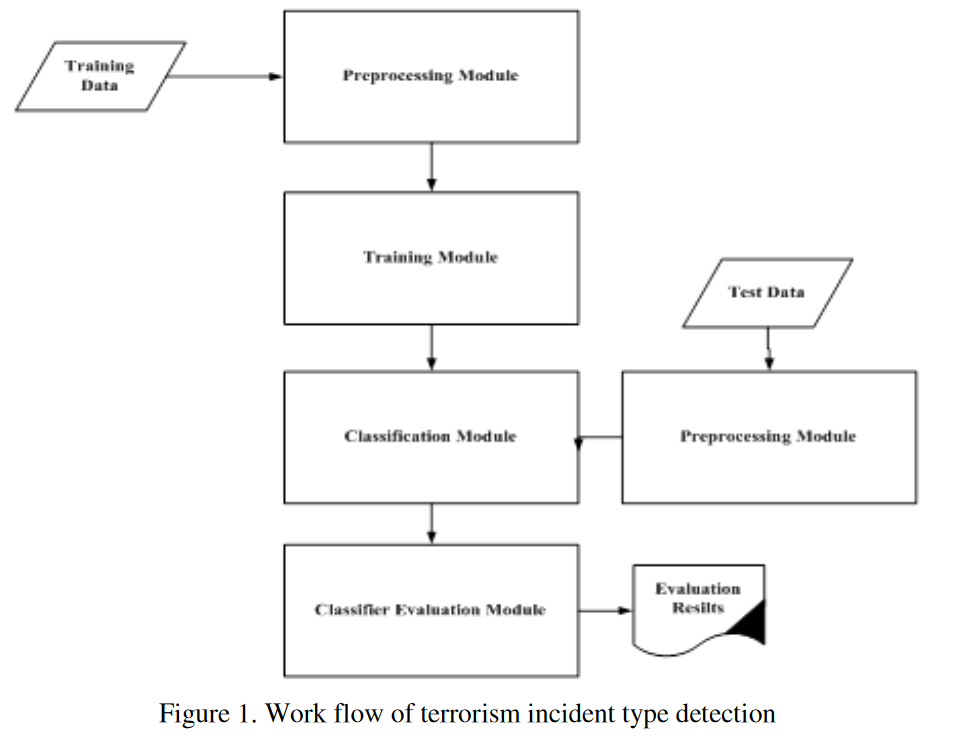 Training
Data
Preprocessing Module
Training Module
Test Data
Classification Module
Preprocessing Module
Classifier Evaluation Module
Evaluation
Resilts
Figure 1. Work flow of terrorism incident type detection